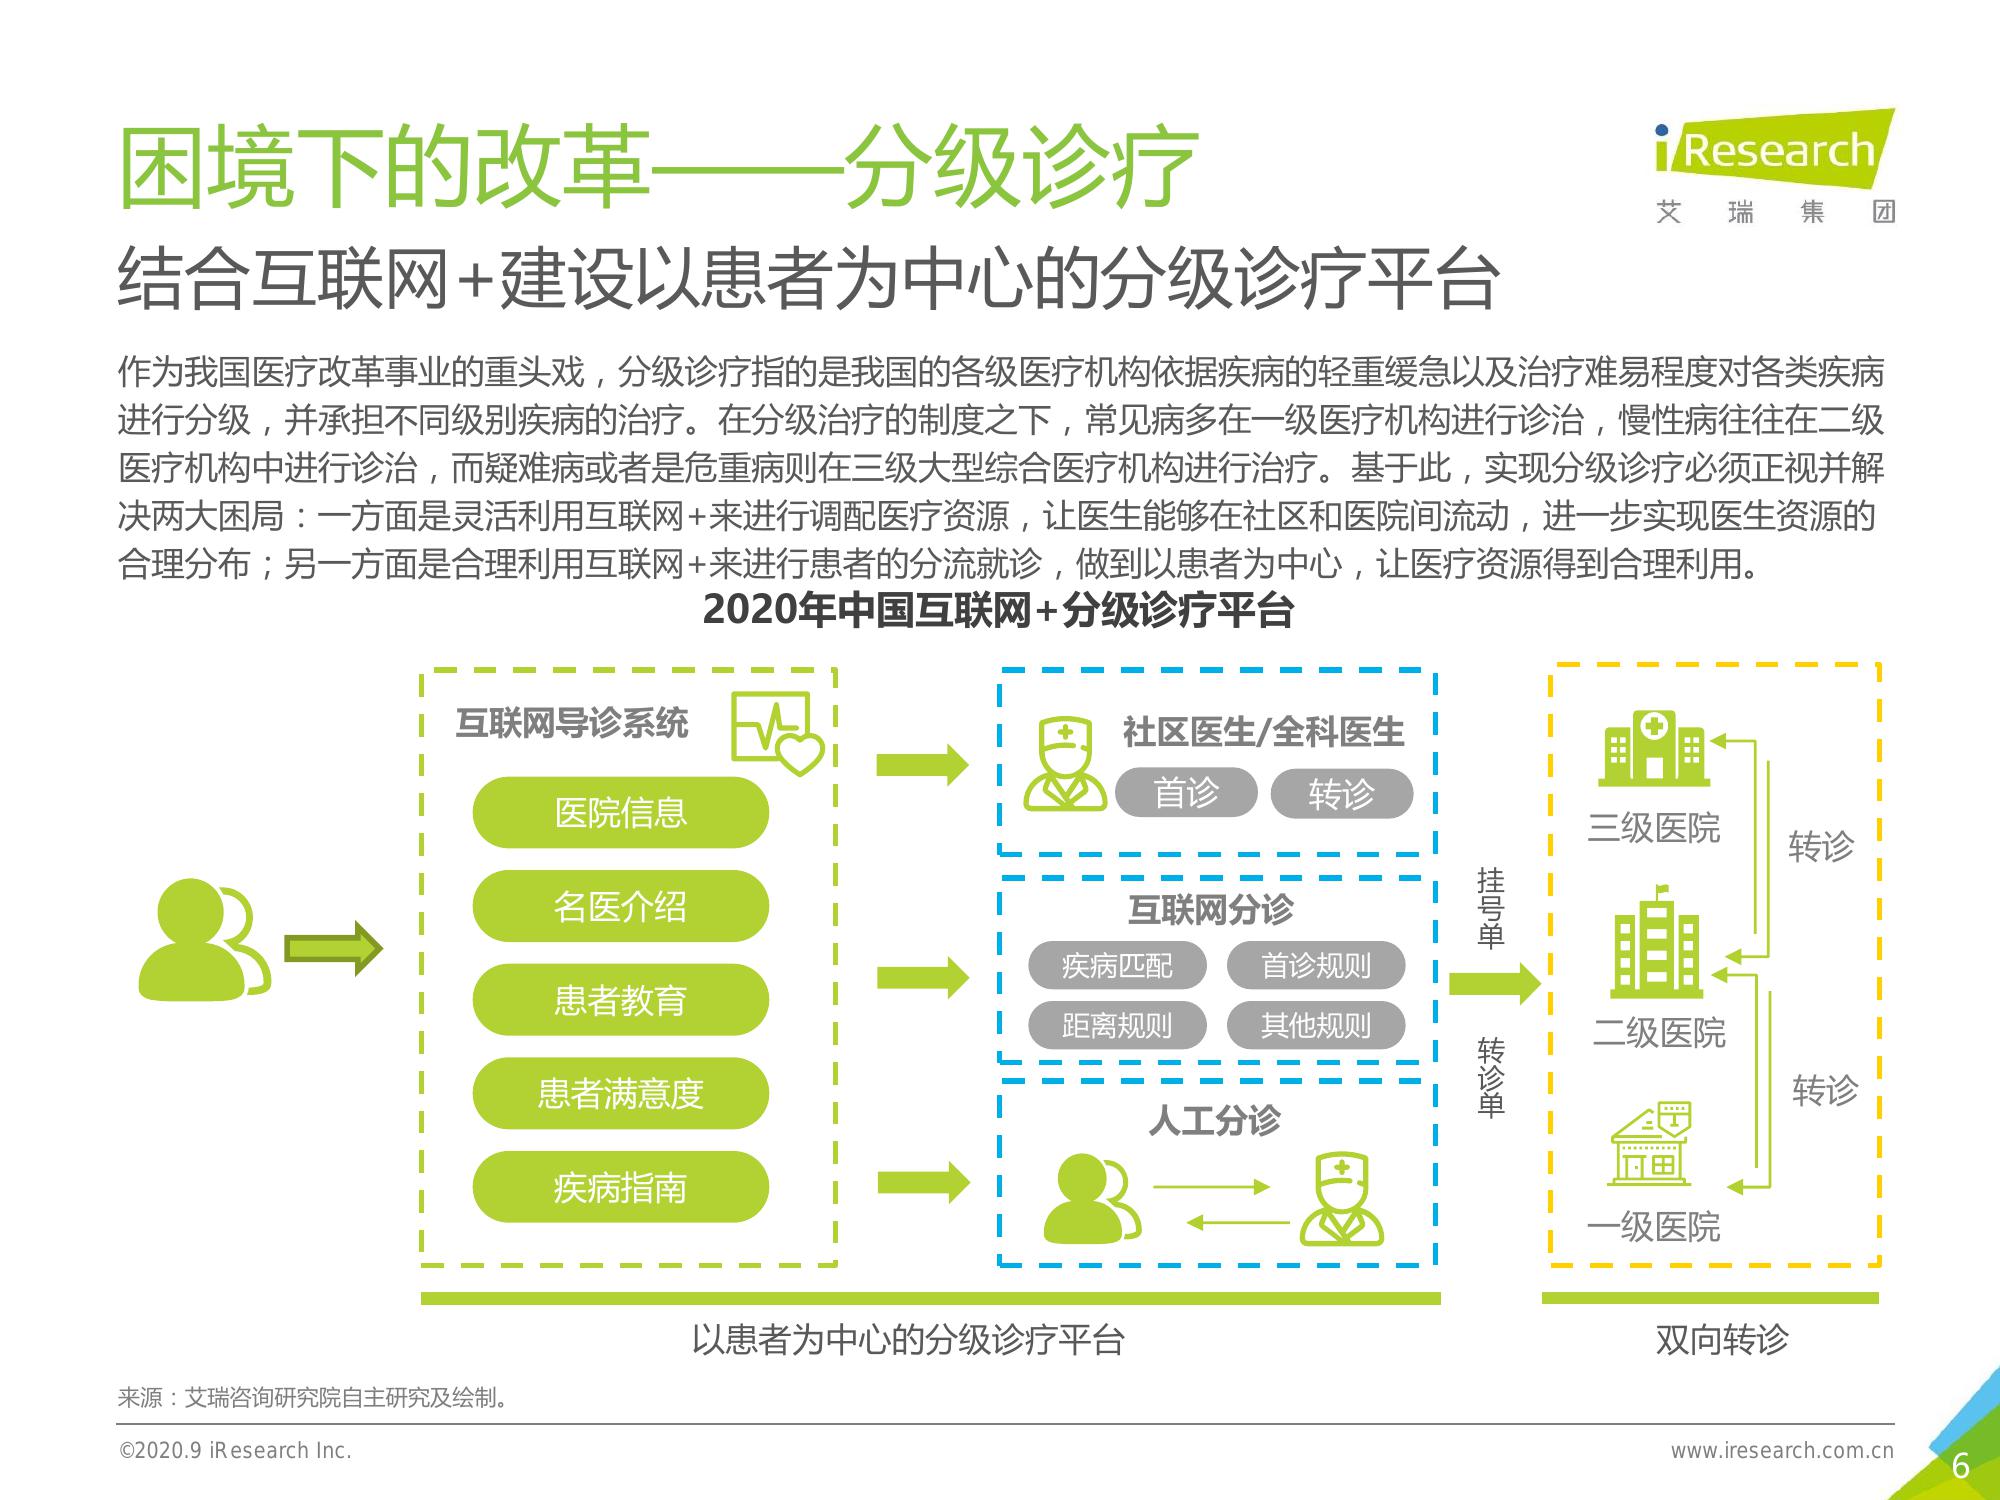 困境下的改革——分级诊疗
iResearch
艾瑞集团
结合互联网+建设以患者为中心的分级诊疗平台
作为我国医疗改革事业的重头戏，分级诊疗指的是我国的各级医疗机构依据疾病的轻重缓急以及治疗难易程度对各类疾病
进行分级，并承担不同级别疾病的治疗。在分级治疗的制度之下，常见病多在一级医疗机构进行诊治，慢性病往往在二级
医疗机构中进行诊治，而疑难病或者是危重病则在三级大型综合医疗机构进行治疗。基于此，实现分级诊疗必须正视并解
决两大困局：一方面是灵活利用互联网+来进行调配医疗资源，让医生能够在社区和医院间流动，进一步实现医生资源的
合理分布；另一方面是合理利用互联网+来进行患者的分流就诊，做到以患者为中心，让医疗资源得到合理利用。
2020年中国互联网+分级诊疗平台
互联网导诊系统
医院信息
名医介绍
患者教育
患者满意度
疾病指南
社区医生/全科医生
首诊
转诊
互联网分诊
疾病匹配
首诊规则
距离规则
其他规则
人工分诊
挂号单
转诊单
三级医院
转诊
二级医院
转诊
一级医院
以患者为中心的分级诊疗平台
双向转诊
来源：艾瑞咨询研究院自主研究及绘制。
©2020.9 iResearch Inc.
www.iresearch.com.cn
6